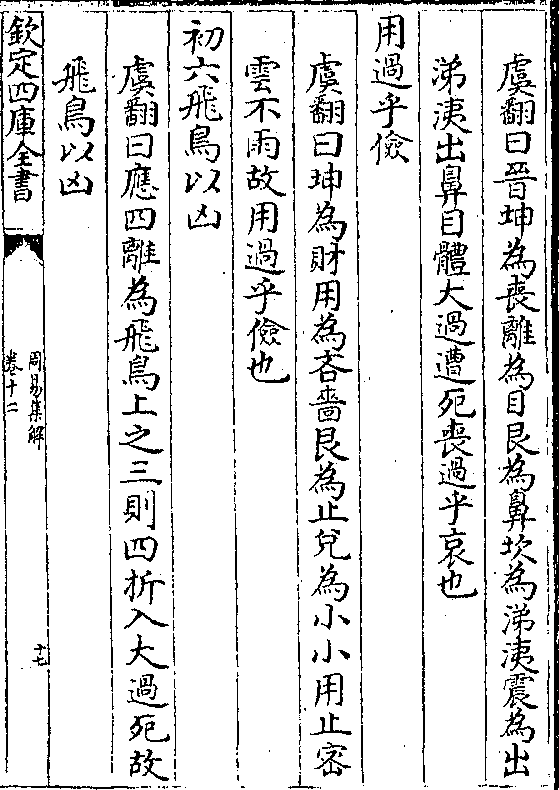 虞翻曰晉坤為喪離為目艮為鼻坎為涕洟震為出
涕洟出鼻目體大過遭死喪過乎哀也
用過乎儉
虞翻曰坤為財用為吝嗇艮為止兌為小小用止密
雲不雨故用過乎儉也
初六飛鳥以凶
虞翻曰應四離為飛鳥上之三則四折入大過死故
飛鳥以凶
欽定四庫全書
周易集解
卷十二
十七